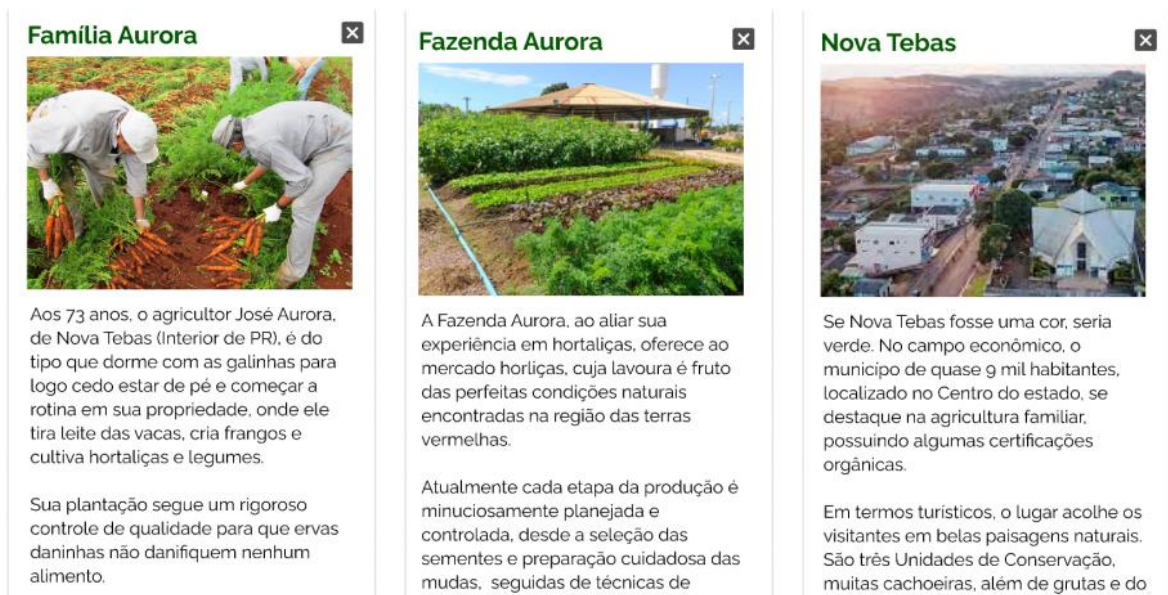 Família Aurora
Aos 73 anos, o agricultor José Aurora,
de Nova Tebas (Interior de PR), é do
tipo que dorme com as galinhas para
logo cedo estar de pé e começar a
rotina em sua propriedade, onde ele
tira leite das vacas, cria frangos e
cultiva hortaliças e legumes.
Sua plantação segue um rigoroso
controle de qualidade para que ervas
daninhas não danifiquem nenhum
alimento.
Fazenda Aurora
A Fazenda Aurora, ao aliar sua
experiência em hortaliças, oferece ao
mercado horliças, cuja lavoura é fruto
das perfeitas condições naturais
encontradas na região das terras
vermelhas.
Atualmente cada etapa da produção é
minuciosamente planejada e
controlada, desde a seleção das
sementes e preparação cuidadosa das
mudas, seguidas de técnicas de
Nova Tebas
Se Nova Tebas fosse uma cor, seria
verde. No campo econômico, o
municípo de quase 9 mil habitantes,
localizado no Centro do estado, se
destaque na agricultura familiar,
possuindo algumas certificações
orgânicas.
Em termos turísticos, o lugar acolhe os
visitantes em belas paisagens naturais.
São três Unidades de Conservação,
muitas cachoeiras, além de grutas e do